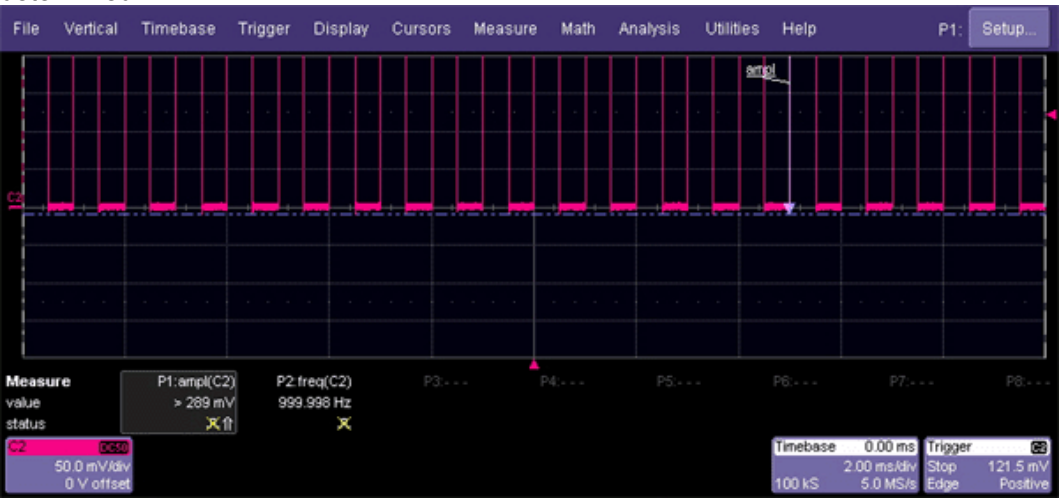 File Vertical Timebase Trigger Display Cursors Measure Math Analysis Utilities Help P1: Setup...
ampl
C2
Measure P1:ampl(C2) P2:freq(C2) P3:- - - P4:- - - P5:- - - P6:- - - P7:- - - P8:- - -
value > 289 mV 999.998 Hz
status
C2 DC50 Timebase 0.00 ms Trigger C2
50.0 mV/div 2.00 ms/div Stop 121.5 mV
0 V offset 100 kS 5.0 MS/s Edge Positive